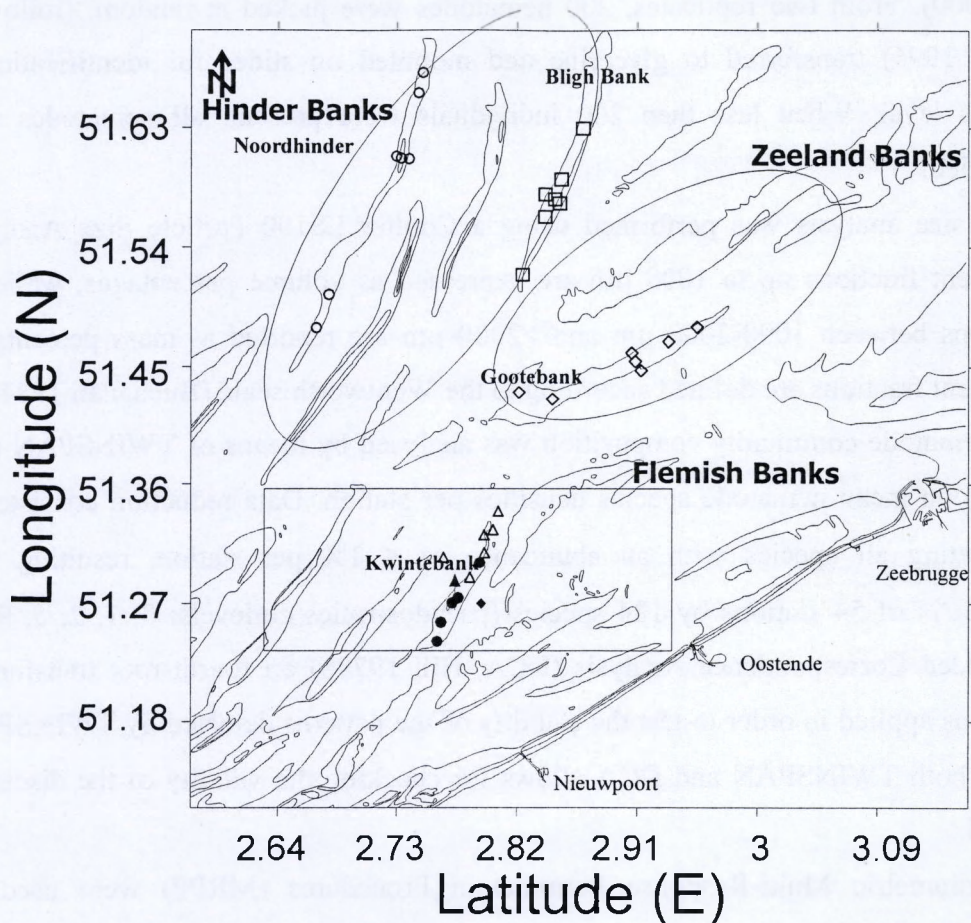 N
Hinder Banks
Noordhinder
Bligh Bank
Zeeland Banks
Gootebank
Flemish Banks
Kwintebank
Zeebrugge
Oostende
Nieuwpoort
Longitude (N)
51.63
51.54
51.45
51.36
51.27
51.18
2.64
2.73
2.82
2.91
3
3.09
Latitude (E)